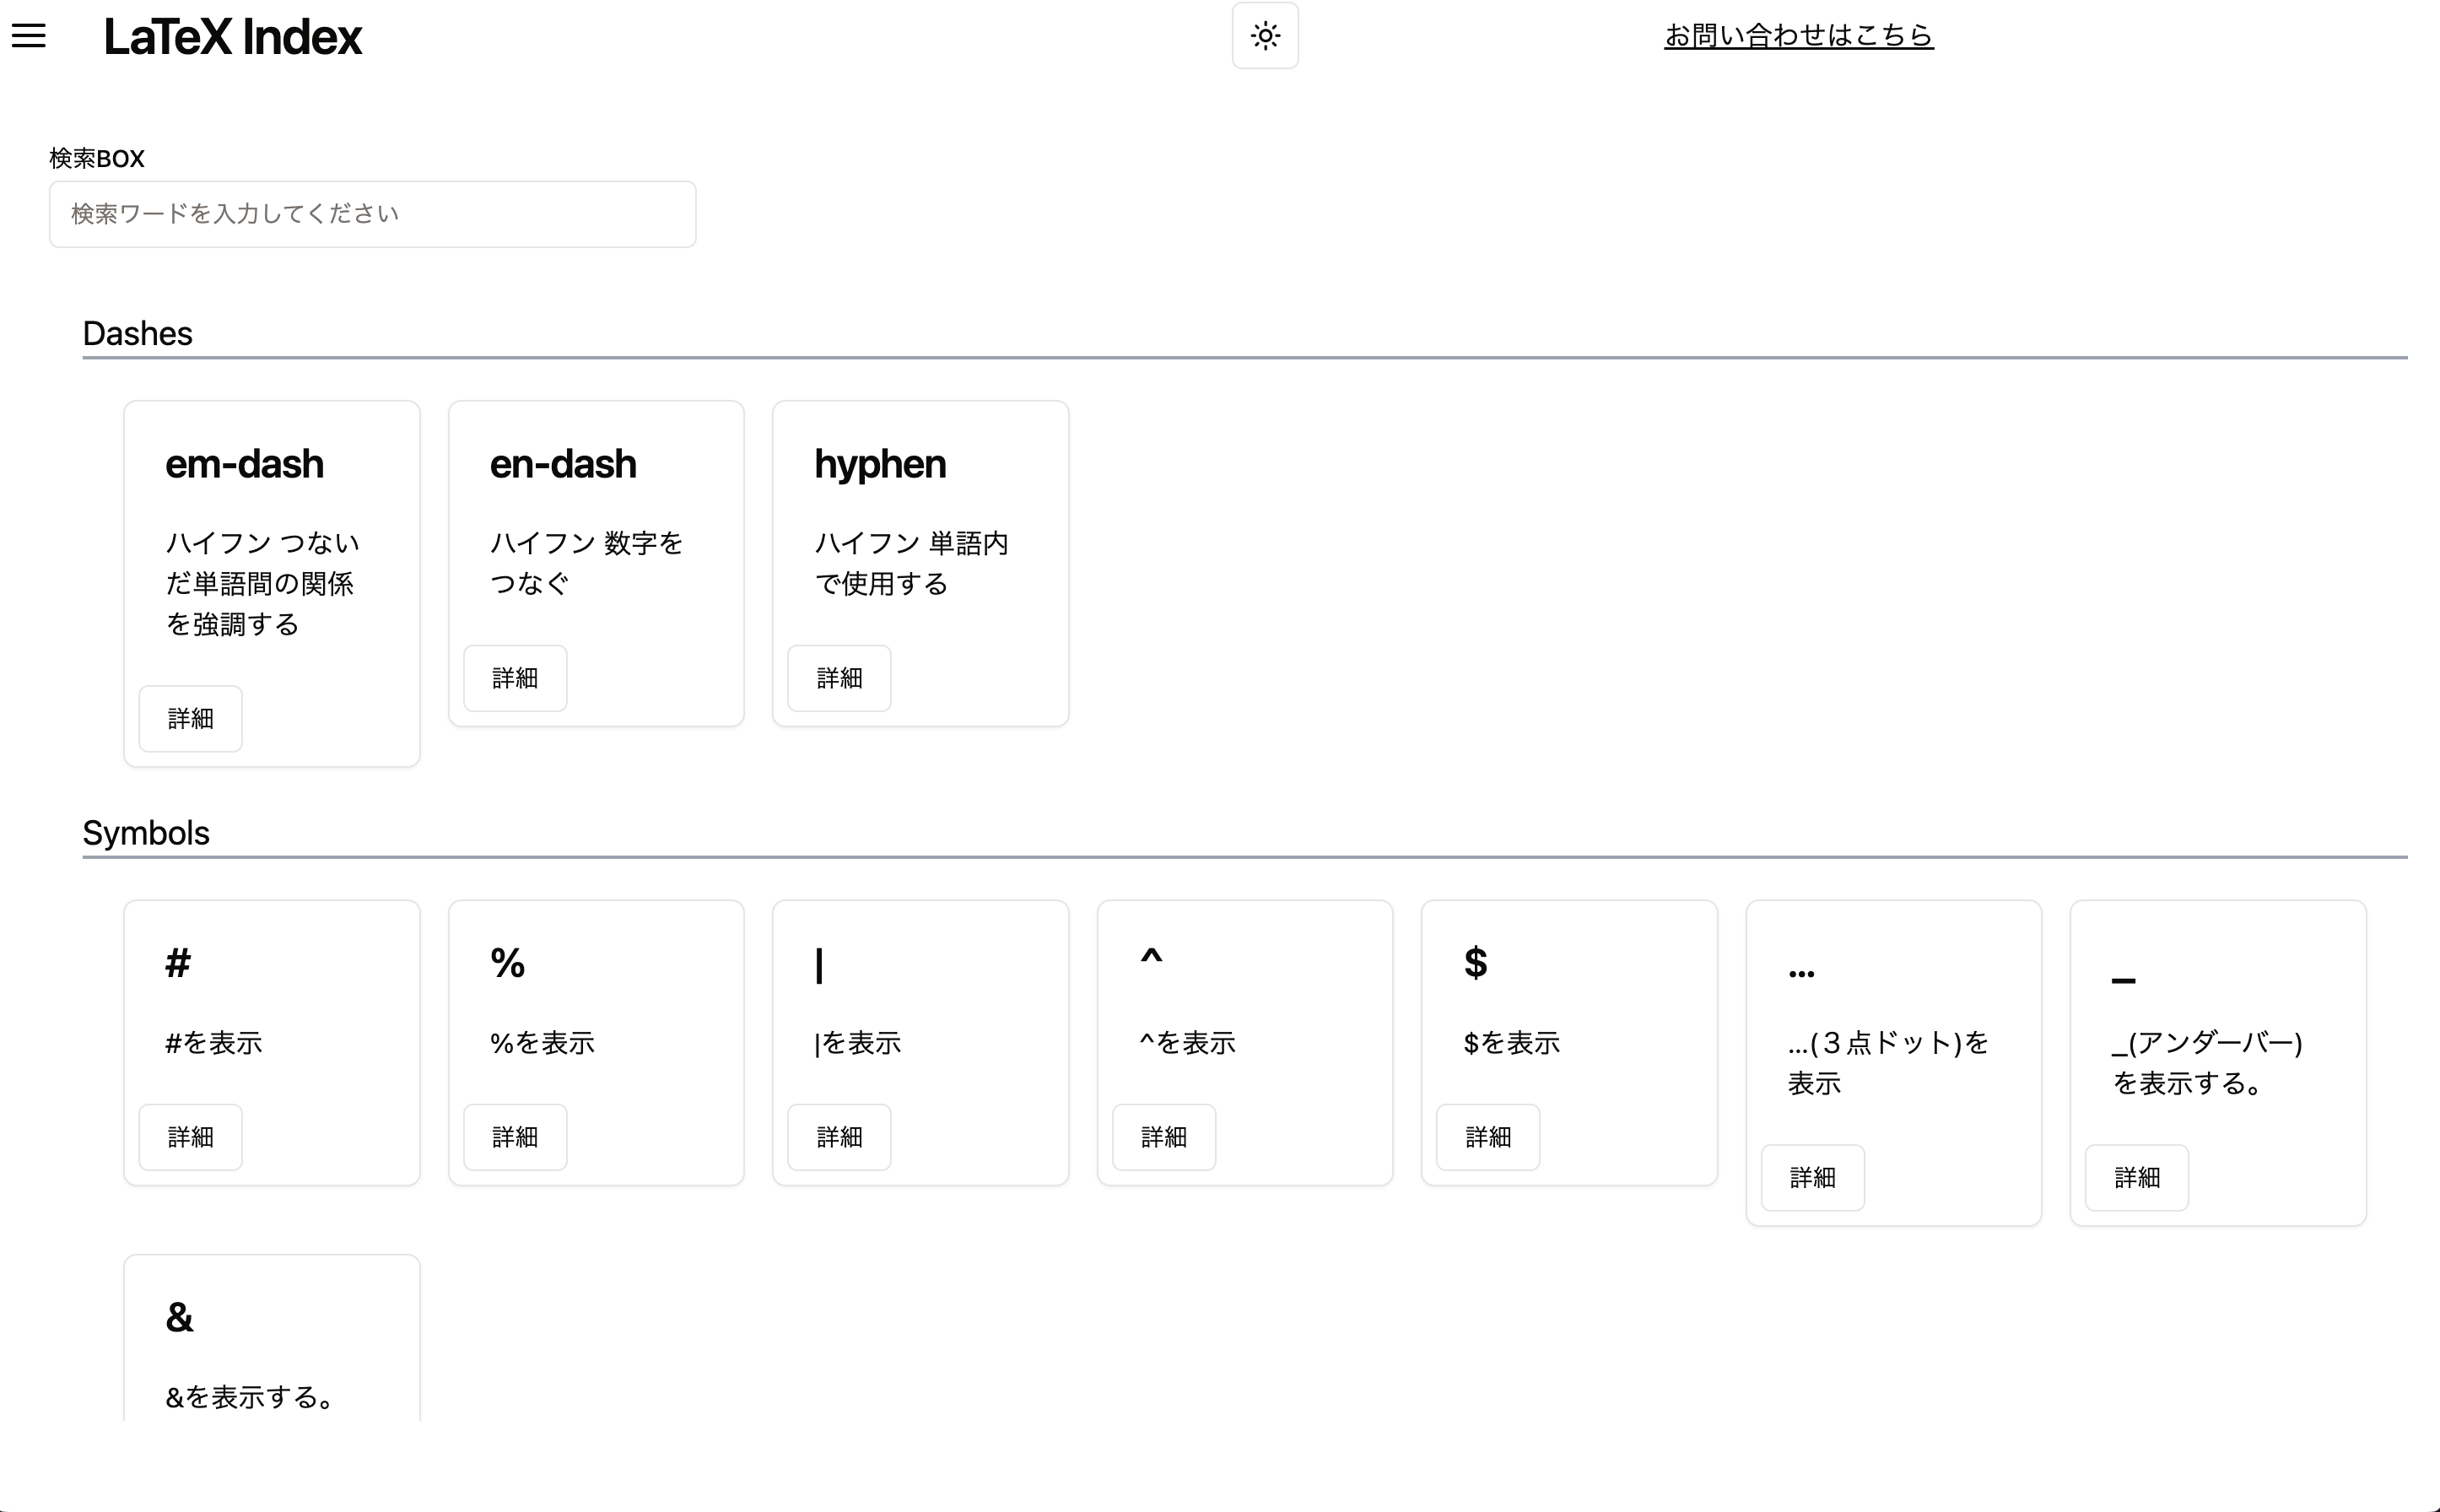 LaTeX Index
お問い合わせはこちら
検索BOX
検索ワードを入力してください
Dashes
em-dash
ハイフン つない
だ単語間の関係
を強調する
詳細
en-dash
ハイフン 数字を
つなぐ
詳細
hyphen
ハイフン 単語内
で使用する
詳細
Symbols
#
#を表示
詳細
%
%を表示
詳細
|
|を表示
詳細
^
^を表示
詳細
$
$を表示
詳細
...
...(３点ドット)を
表示
詳細
_
_(アンダーバー)
を表示する。
詳細
&
&を表示する。